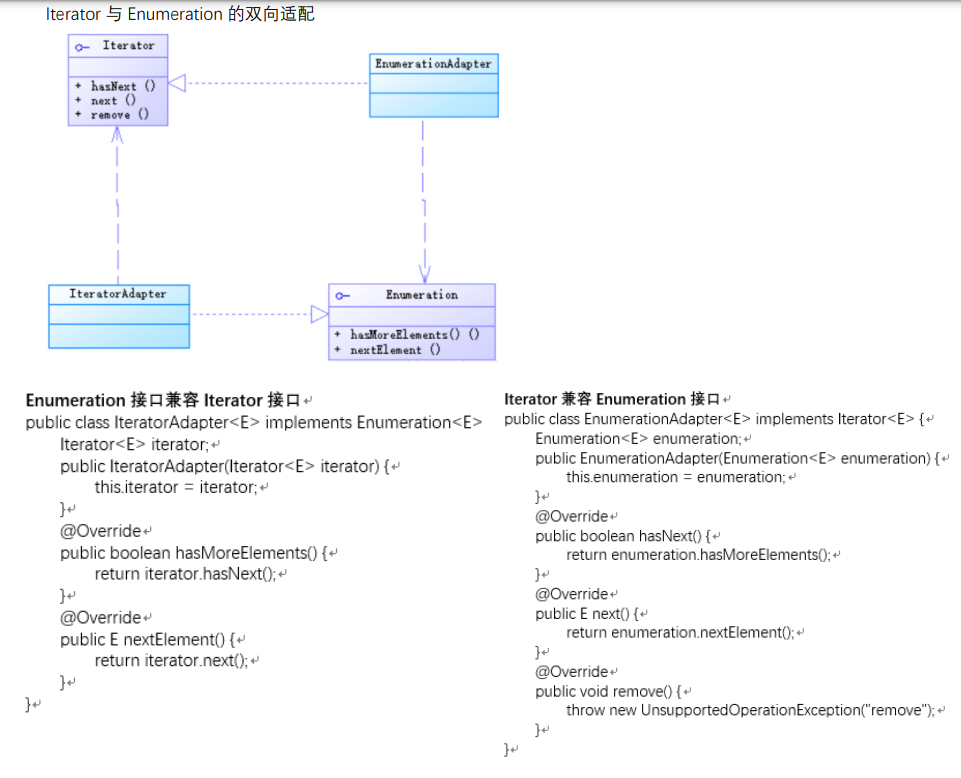 Iterator 与 Enumeration 的双向适配
Iterator
+ hasNext ()
+ next ()
+ remove ()
EnumerationAdapter
IteratorAdapter
Enumeration
+ hasMoreElements() ()
+ nextElement ()
Enumeration 接口兼容 Iterator 接口↵
public class IteratorAdapter<E> implements Enumeration<E>
Iterator<E> iterator;↵
public IteratorAdapter(Iterator<E> iterator) {↵
this.iterator = iterator;↵
}↵
@Override↵
public boolean hasMoreElements() {↵
return iterator.hasNext();↵
}↵
@Override↵
public E nextElement() {↵
return iterator.next();↵
}↵
}↵
Iterator 兼容 Enumeration 接口↵
public class EnumerationAdapter<E> implements Iterator<E> {↵
Enumeration<E> enumeration;↵
public EnumerationAdapter(Enumeration<E> enumeration) {↵
this.enumeration = enumeration;↵
}↵
@Override↵
public boolean hasNext() {↵
return enumeration.hasMoreElements();↵
}↵
@Override↵
public E next() {↵
return enumeration.nextElement();↵
}↵
@Override↵
public void remove() {↵
throw new UnsupportedOperationException("remove");↵
}↵
}↵